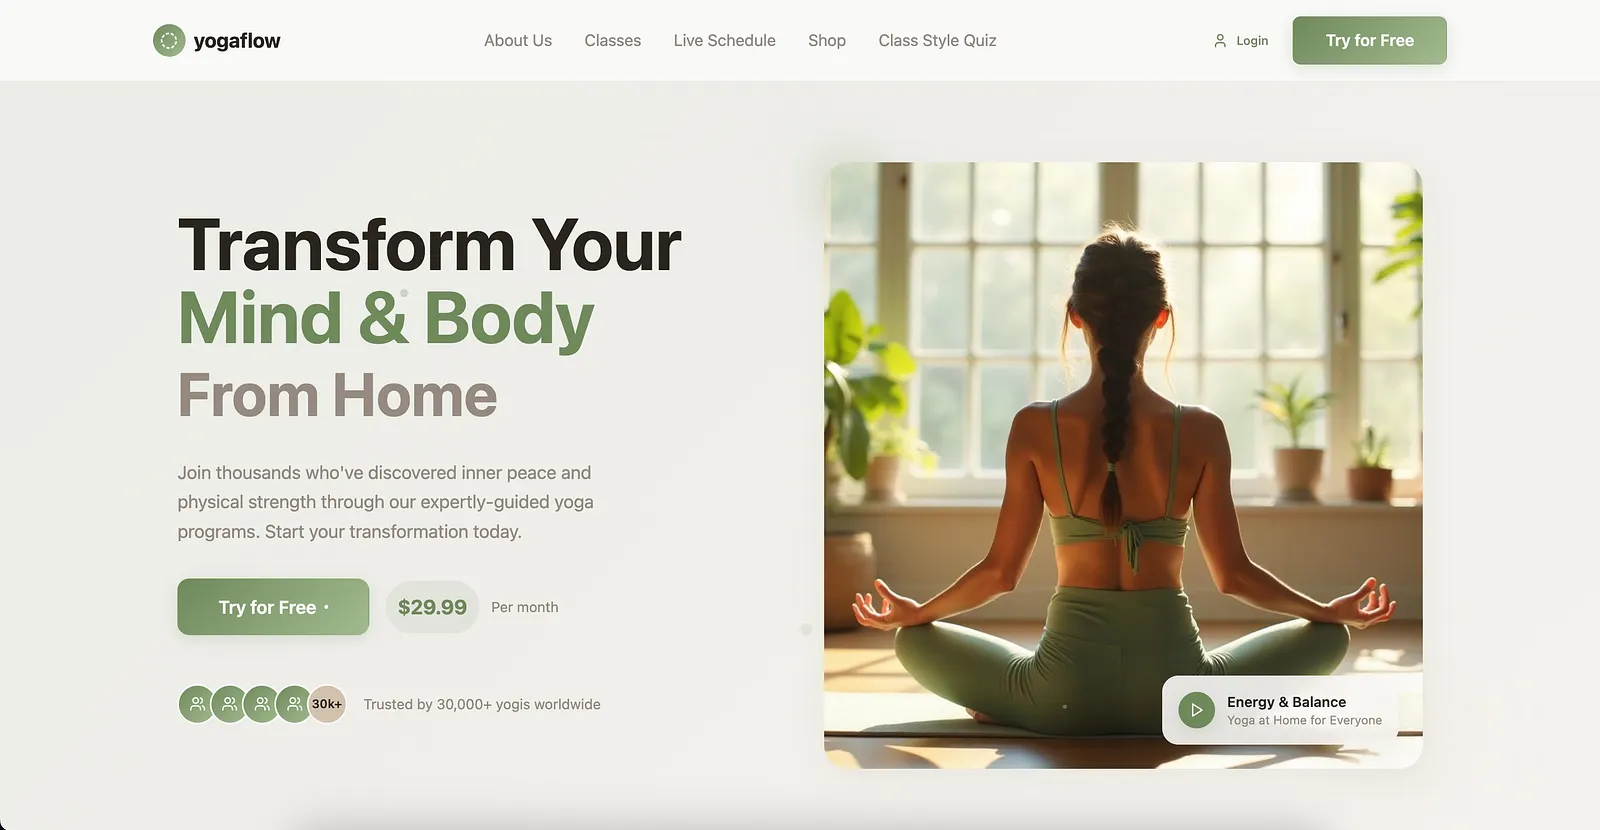 yogaflow
About Us
Classes
Live Schedule
Shop
Class Style Quiz
Login
Try for Free
Transform Your
Mind & Body
From Home
Join thousands who've discovered inner peace and
physical strength through our expertly-guided yoga
programs. Start your transformation today.
Try for Free •
$29.99
Per month
30k+
Trusted by 30,000+ yogis worldwide
Energy & Balance
Yoga at Home for Everyone